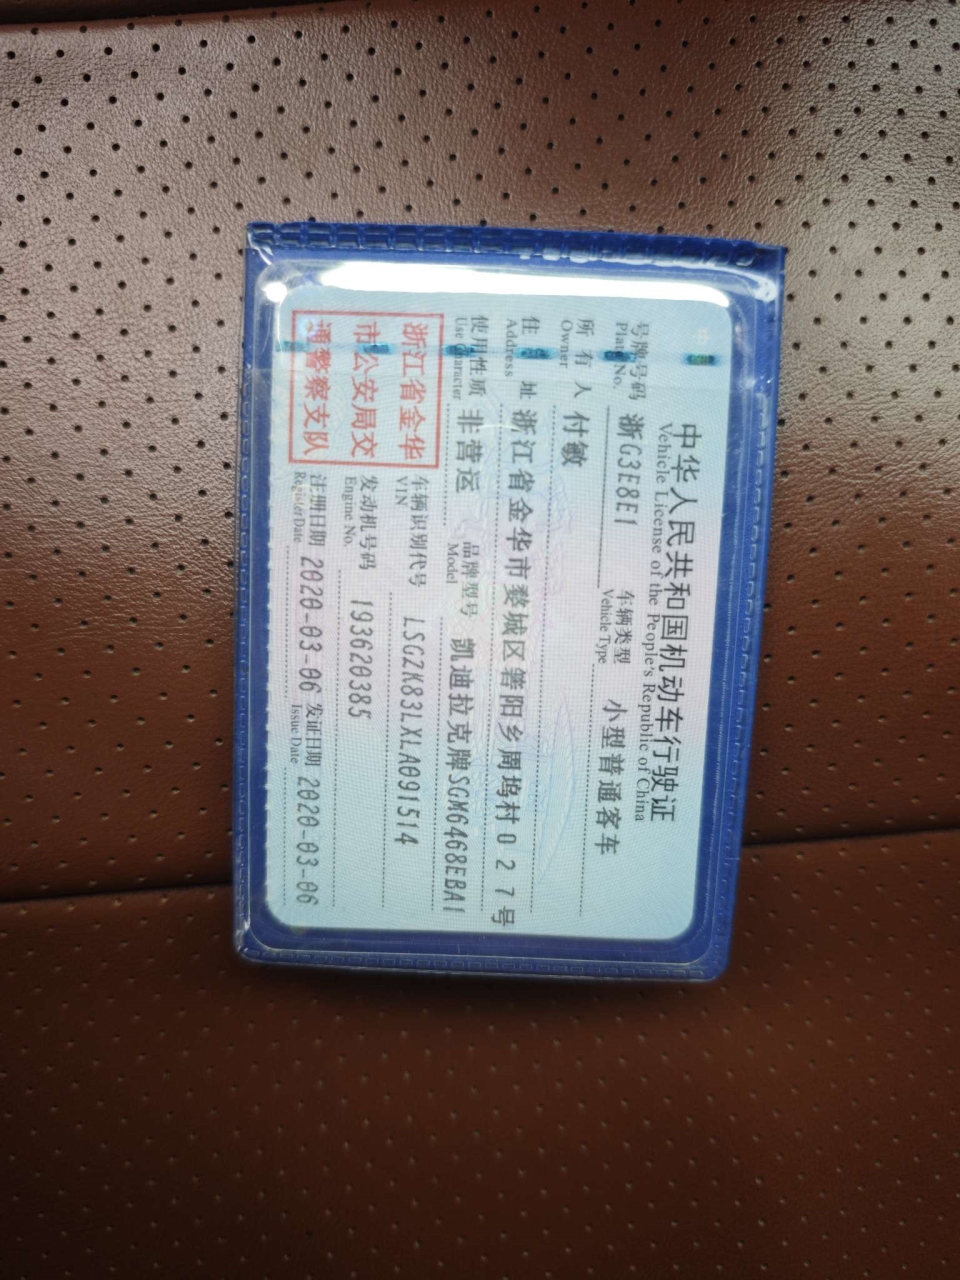 中华人民共和国机动车行驶证
Vehicle License of the People's Republic of China
号牌号码 浙G3E8E1 车辆类型 小型普通客车
Plate No. Vehicle Type
所有人 付敏
Owner
住址 浙江省金华市婺城区箬阳乡周坞村027号
Address
使用性质 非营运 品牌型号 凯迪拉克牌SGM6468EBA1
Use Character Model
浙江省金华
市公安局交
通警察支队
车辆识别代号 LSGZK83LXLA091514
VIN
发动机号码 193620385
Engine No.
注册日期 2020-03-06 发证日期 2020-03-06
Register Date Issue Date